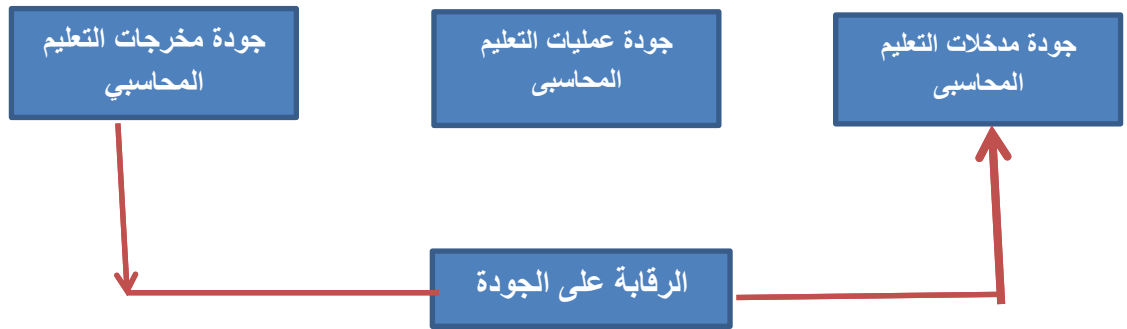 جودة مدخلات التعليم
المحاسبى
جودة عمليات التعليم
المحاسبى
جودة مخرجات التعليم
المحاسبي
الرقابة على الجودة